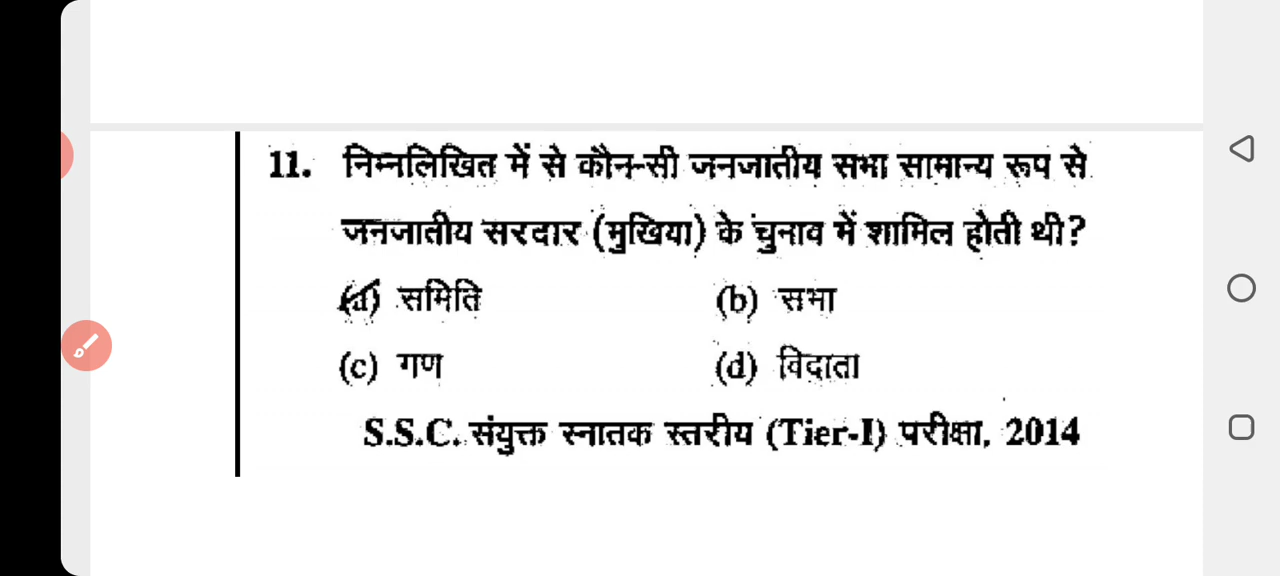 11. निम्नलिखित में से कौन-सी जनजातीय सभा सामान्य रूप से
जनजातीय सरदार (मुखिया) के चुनाव में शामिल होती थी?
(a) समिति (b) सभा
(c) गण (d) विदाता
S.S.C. संयुक्त स्नातक स्तरीय (Tier-I) परीक्षा, 2014